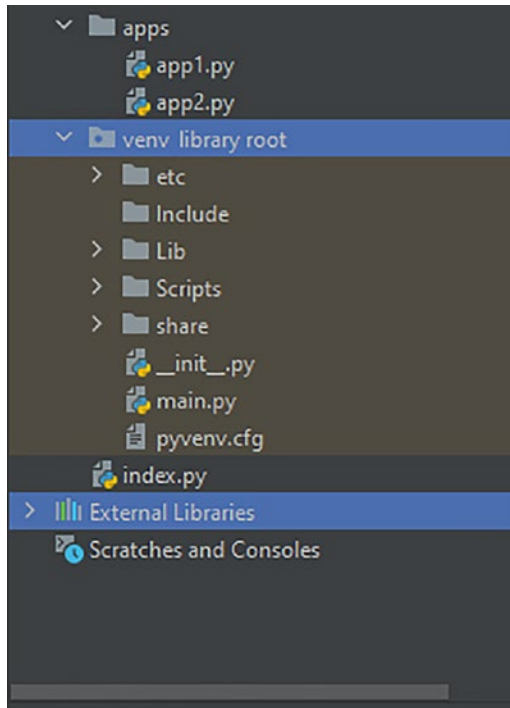 apps
app1.py
app2.py
venv library root
etc
Include
Lib
Scripts
share
__init__.py
main.py
pyvenv.cfg
index.py
External Libraries
Scratches and Consoles